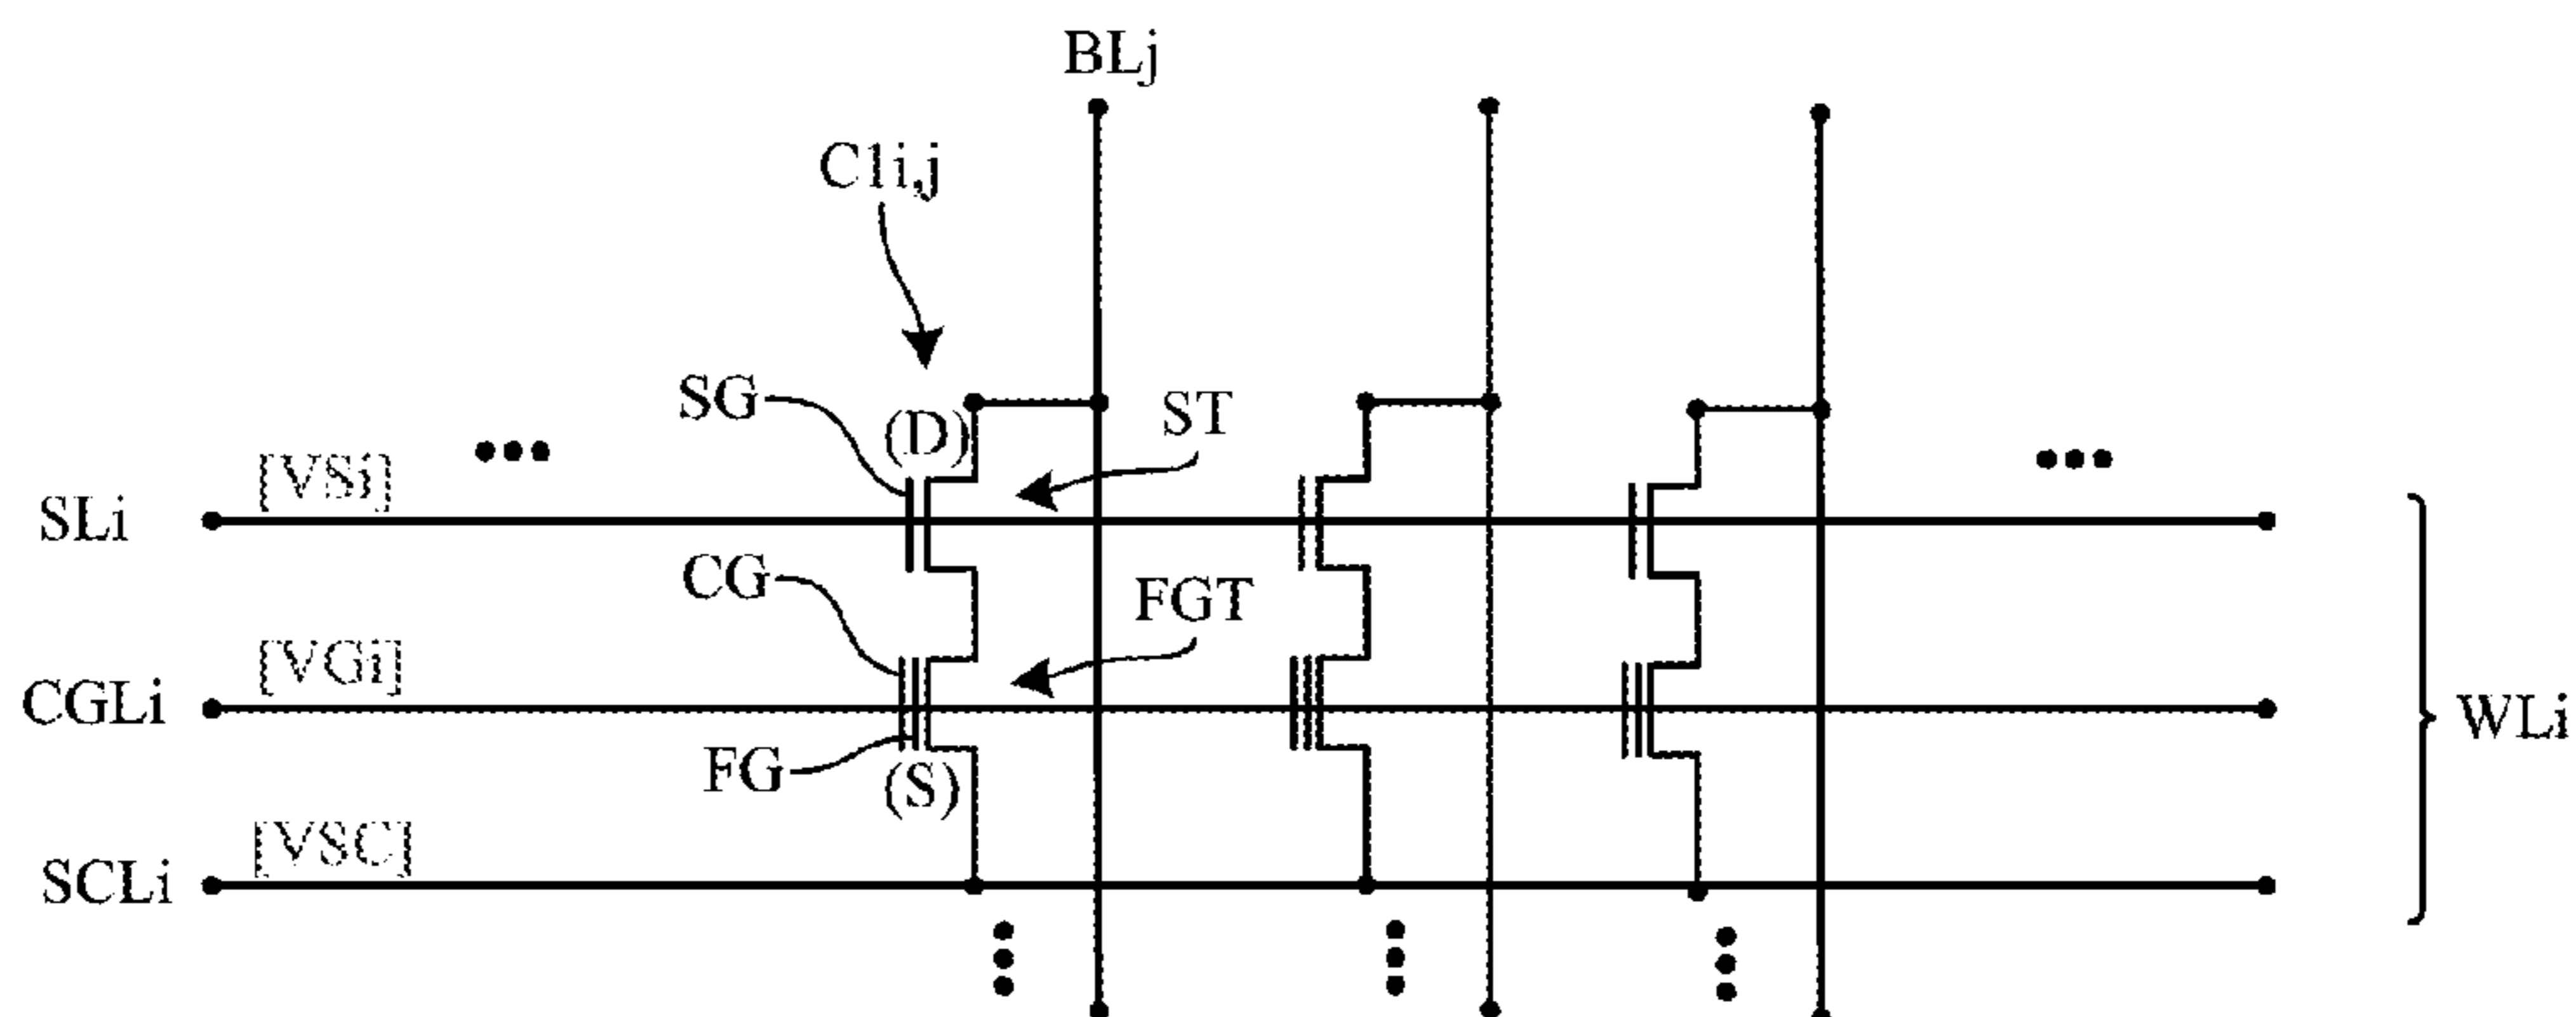 BLj
C1i,j
SG
(D)
ST
[VSi]
SLi
CG
FGT
[VGi]
CGLi
WLi
FG
(S)
[VSC]
SCLi